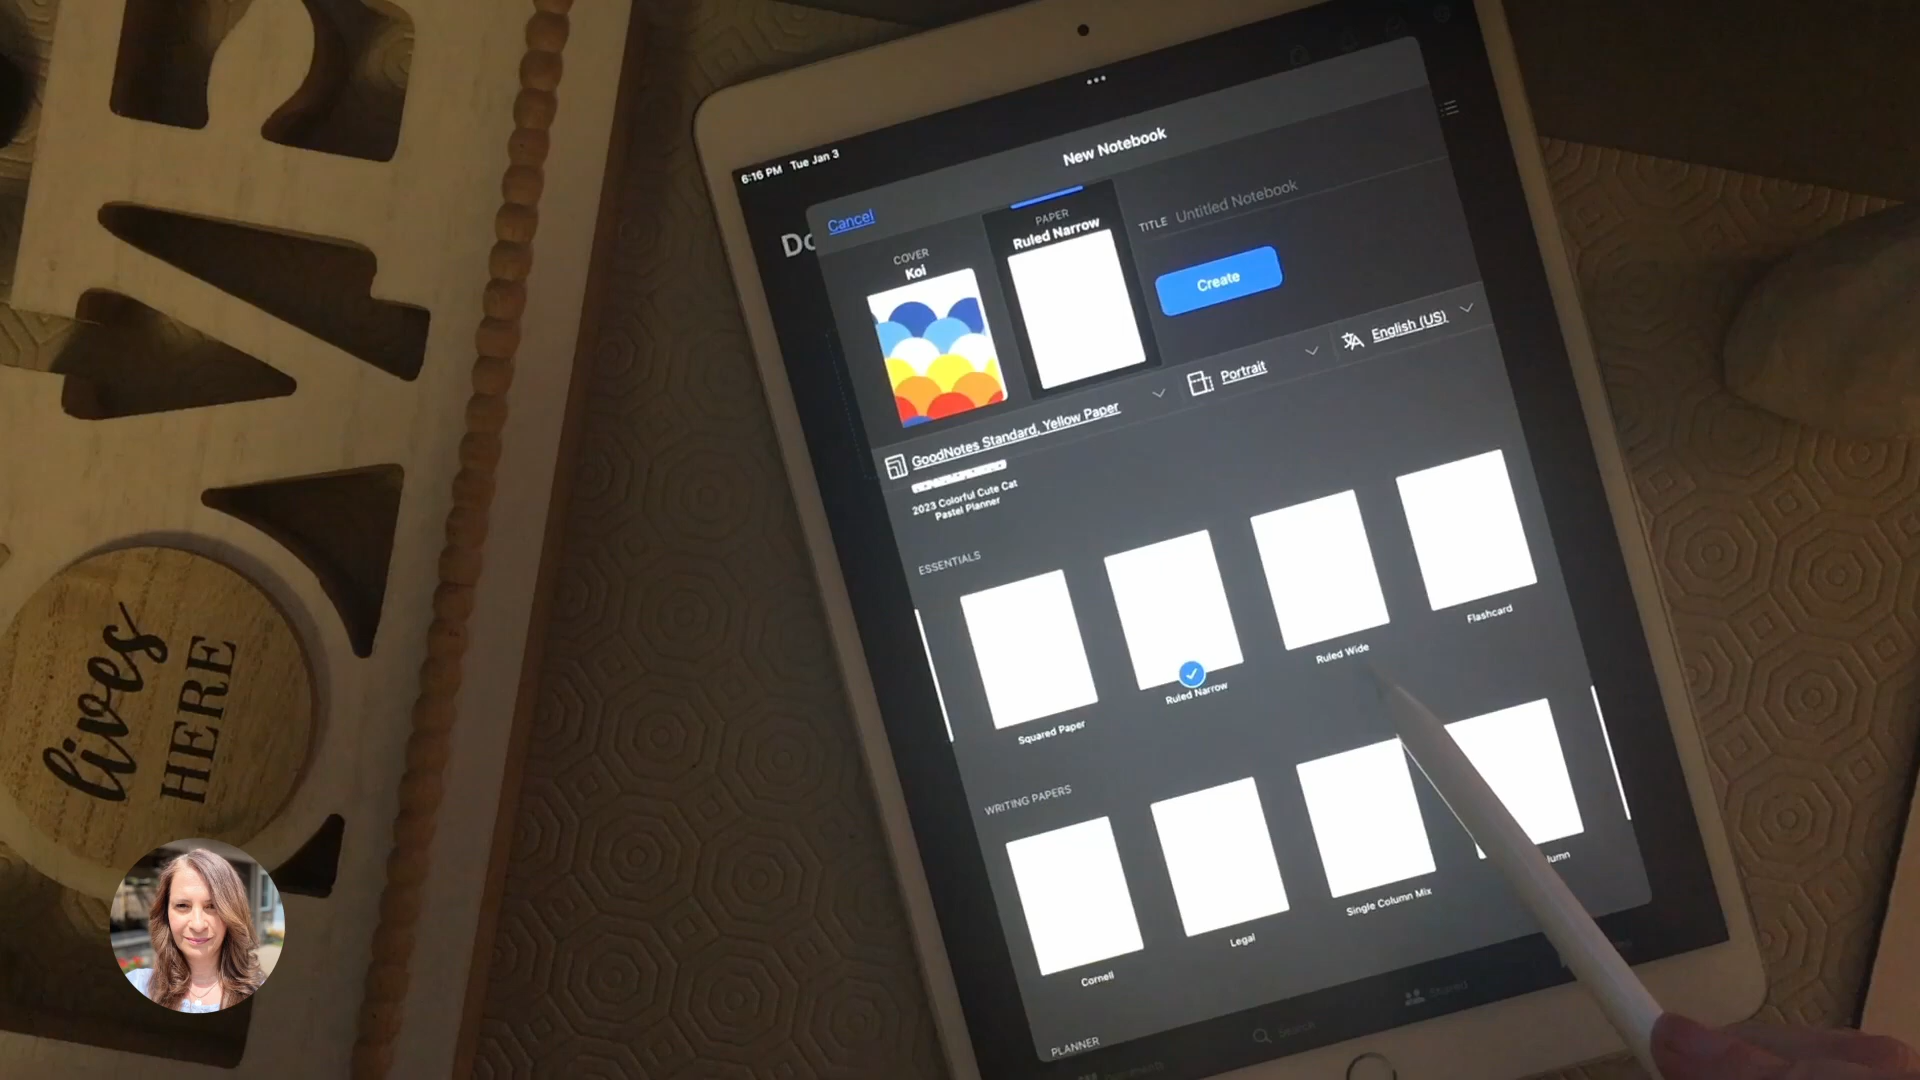 lives
HERE
6:16 PM Tue Jan 3
New Notebook
Cancel
COVER
Koi
PAPER
Ruled Narrow
TITLE Untitled Notebook
Create
GoodNotes Standard, Yellow Paper
Portrait
English (US)
2023 Colorful Cute Cat
Pastel Planner
ESSENTIALS
Squared Paper
Ruled Narrow
Ruled Wide
Flashcard
WRITING PAPERS
Cornell
Legal
Single Column Mix
PLANNER
Search
Shared